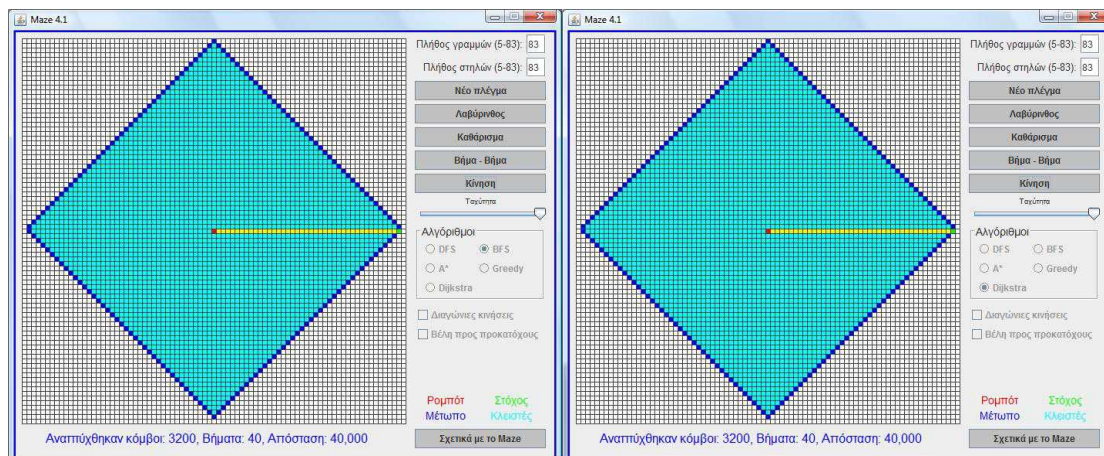 Maze 4.1
Πλήθος γραμμών (5-83): 83
Πλήθος στηλών (5-83): 83
Νέο πλέγμα
Λαβύρινθος
Καθάρισμα
Βήμα - Βήμα
Κίνηση
Ταχύτητα
Αλγόριθμοι
DFS BFS
A* Greedy
Dijkstra
Διαγώνιες κινήσεις
Βέλη προς προκατόχους
Ρομπότ Στόχος
Μέτωπο Κλειστές
Αναπτύχθηκαν κόμβοι: 3200, Βήματα: 40, Απόσταση: 40,000
Σχετικά με το Maze
Maze 4.1
Πλήθος γραμμών (5-83): 83
Πλήθος στηλών (5-83): 83
Νέο πλέγμα
Λαβύρινθος
Καθάρισμα
Βήμα - Βήμα
Κίνηση
Ταχύτητα
Αλγόριθμοι
DFS BFS
A* Greedy
Dijkstra
Διαγώνιες κινήσεις
Βέλη προς προκατόχους
Ρομπότ Στόχος
Μέτωπο Κλειστές
Αναπτύχθηκαν κόμβοι: 3200, Βήματα: 40, Απόσταση: 40,000
Σχετικά με το Maze